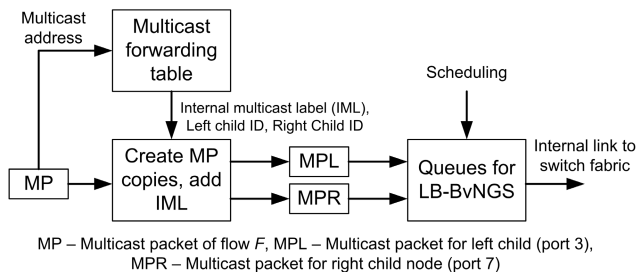 Multicast
address
Multicast
forwarding
table
Scheduling
Internal multicast label (IML),
Left child ID, Right Child ID
MP
Create MP
copies, add
IML
MPL
MPR
Queues for
LB-BvNGS
Internal link to
switch fabric
MP – Multicast packet of flow F, MPL – Multicast packet for left child (port 3),
MPR – Multicast packet for right child node (port 7)